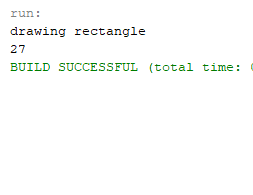 run:
drawing rectangle
27
BUILD SUCCESSFUL (total time: